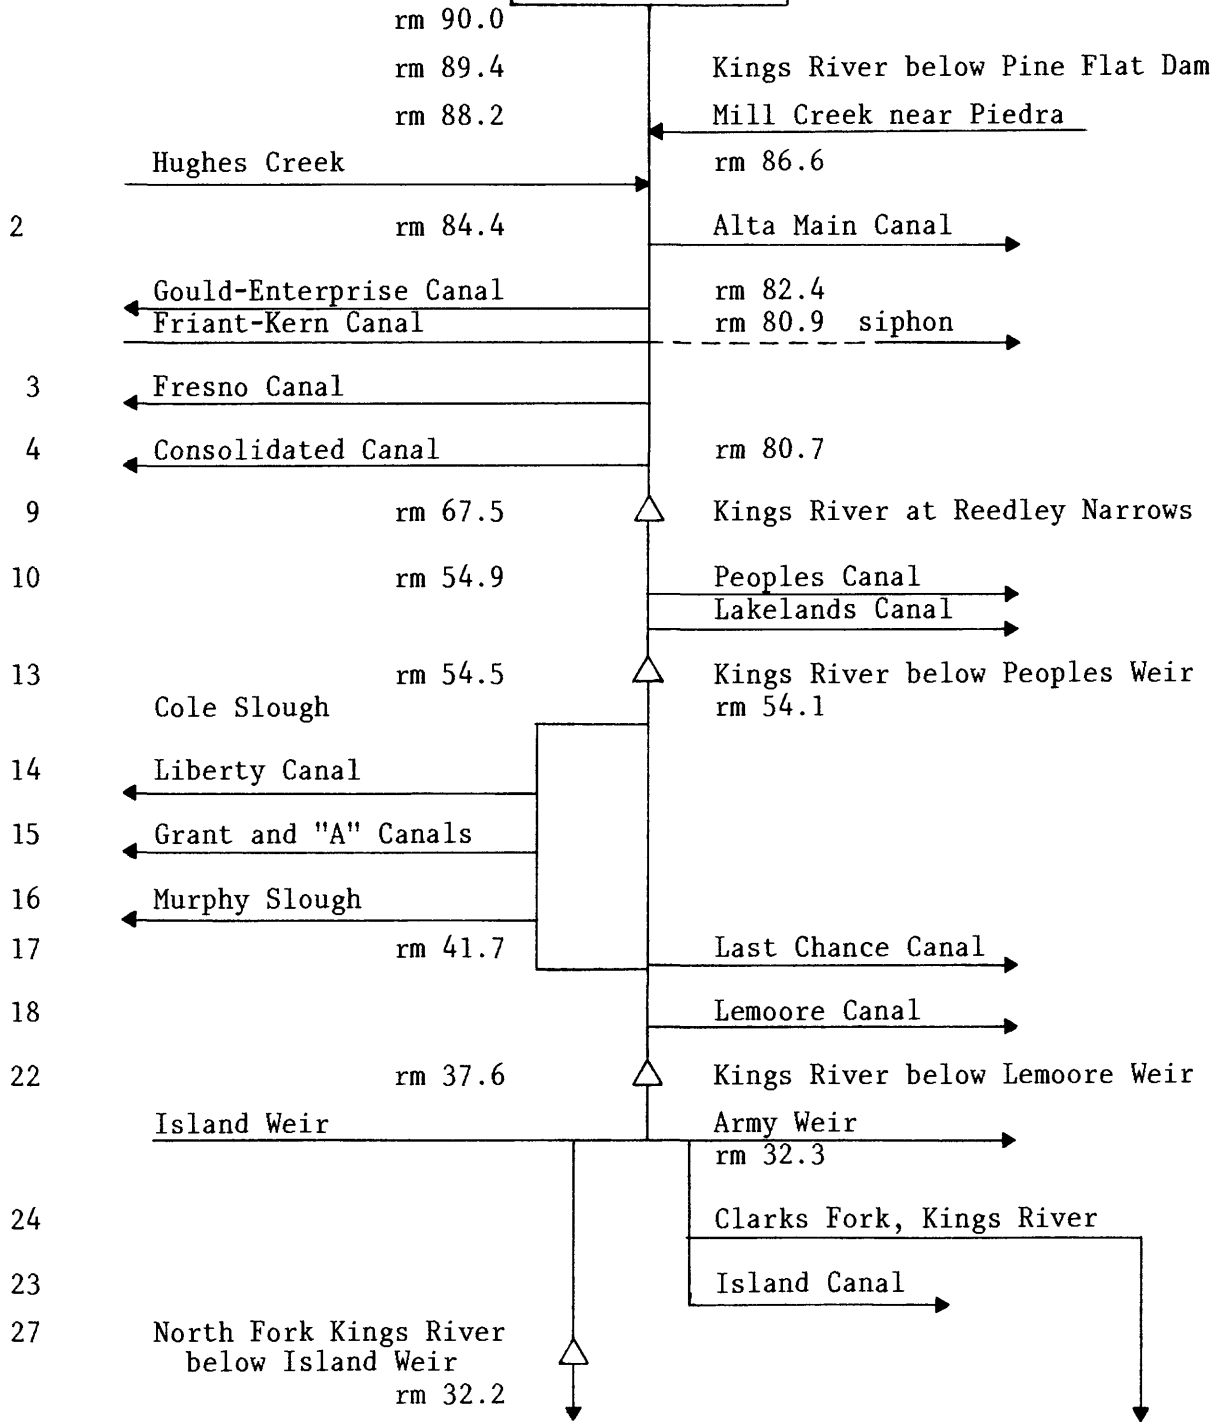 rm 90.0
rm 89.4 Kings River below Pine Flat Dam
rm 88.2 Mill Creek near Piedra
Hughes Creek rm 86.6
2 rm 84.4 Alta Main Canal
Gould-Enterprise Canal rm 82.4
Friant-Kern Canal rm 80.9 siphon
3 Fresno Canal
4 Consolidated Canal rm 80.7
9 rm 67.5 Kings River at Reedley Narrows
10 rm 54.9 Peoples Canal
Lakelands Canal
13 rm 54.5 Kings River below Peoples Weir
Cole Slough rm 54.1
14 Liberty Canal
15 Grant and "A" Canals
16 Murphy Slough
17 rm 41.7 Last Chance Canal
18 Lemoore Canal
22 rm 37.6 Kings River below Lemoore Weir
Island Weir Army Weir
rm 32.3
24 Clarks Fork, Kings River
23 Island Canal
27 North Fork Kings River
below Island Weir
rm 32.2